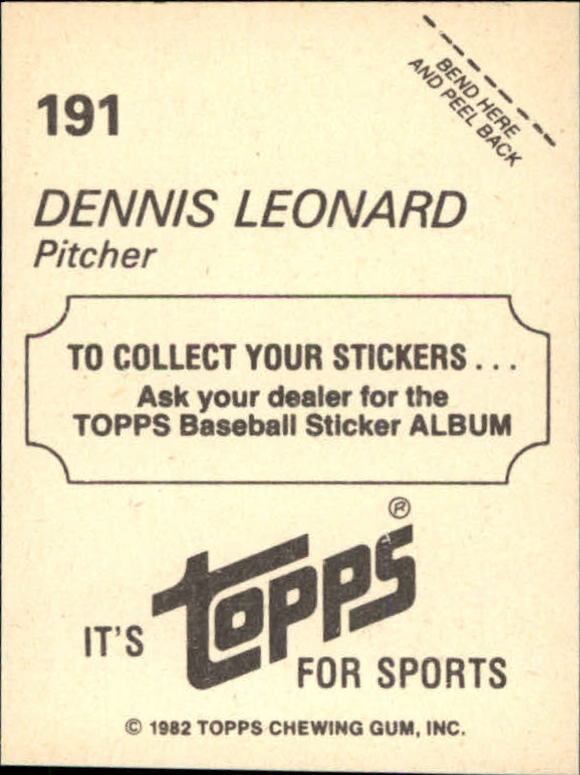 BEND HERE
AND PEEL BACK
191
DENNIS LEONARD
Pitcher
TO COLLECT YOUR STICKERS...
Ask your dealer for the
TOPPS Baseball Sticker ALBUM
IT'S topps®
FOR SPORTS
© 1982 TOPPS CHEWING GUM, INC.